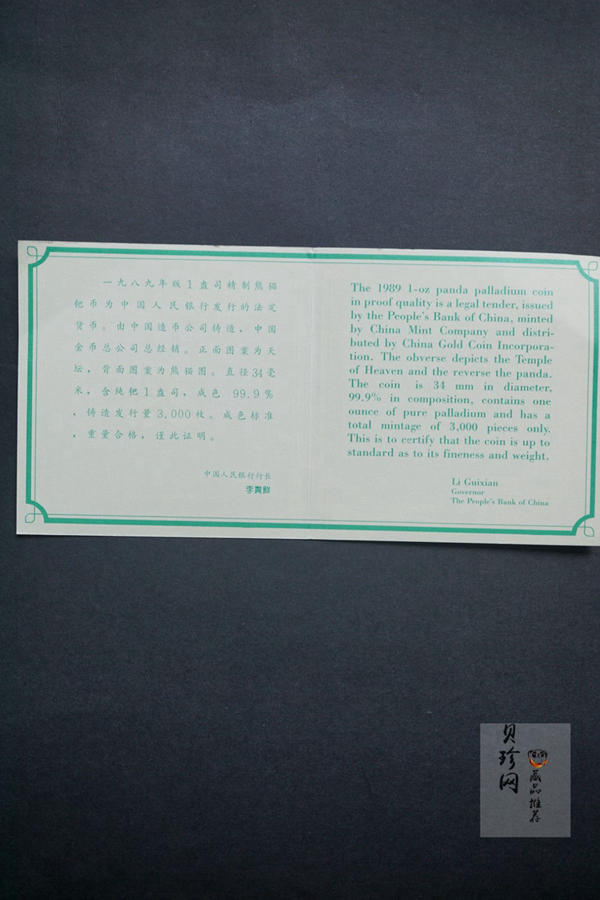 一九八九年版1盎司精制熊猫
钯币为中国人民银行发行的法定
货币。由中国造币公司铸造，中国
金币总公司总经销。正面图案为天
坛，背面图案为熊猫图。直径34毫
米，含纯钯1盎司，成色 99.9%
，铸造发行量3,000枚。成色标准
，重量合格，谨此证明。
中国人民银行行长
李貴鮮
The 1989 1-oz panda palladium coin
in proof quality is a legal tender, issued
by the People's Bank of China, minted
by China Mint Company and distri-
buted by China Gold Coin Incorpora-
tion. The obverse depicts the Temple
of Heaven and the reverse the panda.
The coin is 34 mm in diameter,
99.9% in composition, contains one
ounce of pure palladium and has a
total mintage of 3,000 pieces only.
This is to certify that the coin is up to
standard as to its fineness and weight.
Li Guixian
Governor
The People's Bank of China
贝珍网
藏品推荐